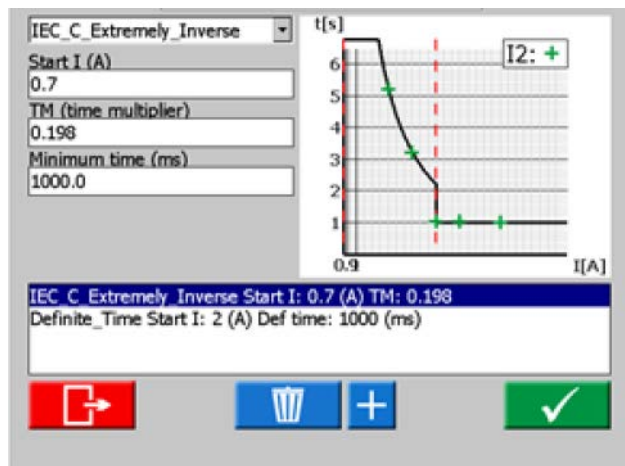 IEC_C_Extremely_Inverse
Start I (A)
0.7
TM (time multiplier)
0.198
Minimum time (ms)
1000.0
t[s]
I2: +
6
5
4
3
2
1
0.9
I[A]
IEC_C_Extremely_Inverse Start I: 0.7 (A) TM: 0.198
Definite_Time Start I: 2 (A) Def time: 1000 (ms)